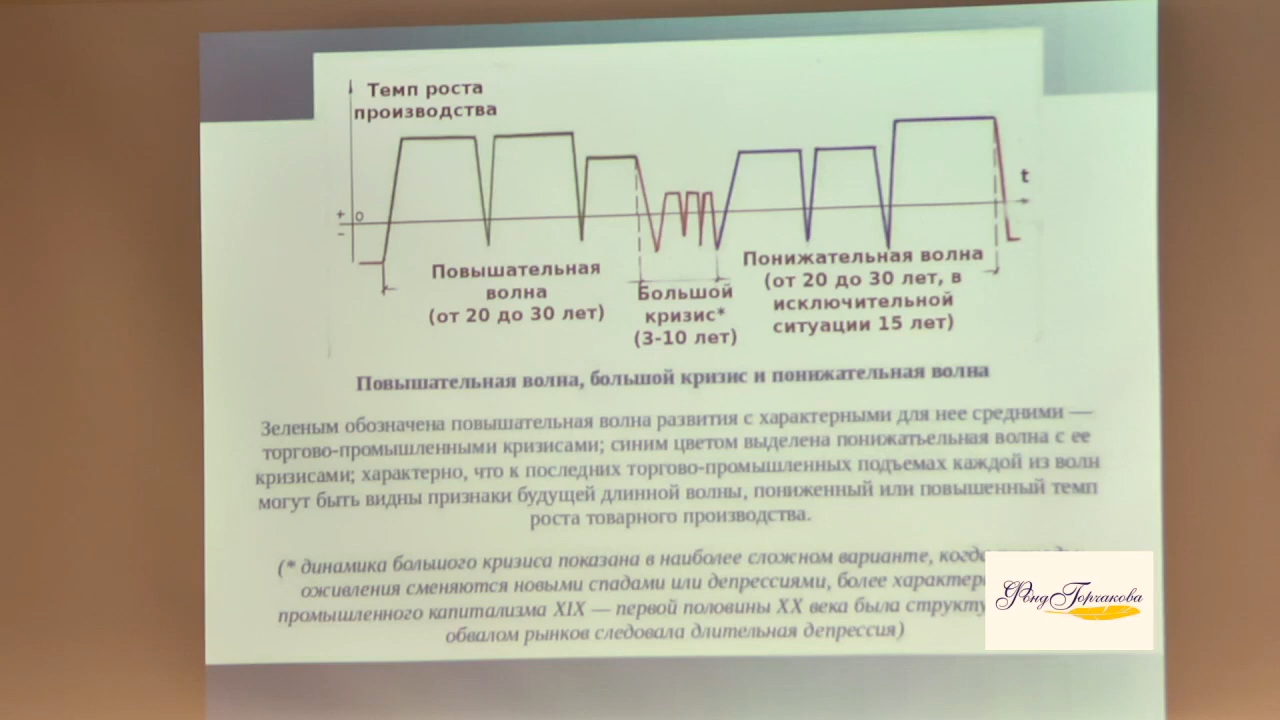 Темп роста
производства
+
0
−
t
Повышательная
волна
(от 20 до 30 лет)
Большой
кризис*
(3-10 лет)
Понижательная волна
(от 20 до 30 лет, в
исключительной
ситуации 15 лет)
Повышательная волна, большой кризис и понижательная волна
Зеленым обозначена повышательная волна развития с характерными для нее средними —
торгово-промышленными кризисами; синим цветом выделена понижатьельная волна с ее
кризисами; характерно, что к последних торгово-промышленных подъемах каждой из волн
могут быть видны признаки будущей длинной волны, пониженный или повышенный темп
роста товарного производства.
(* динамика большого кризиса показана в наиболее сложном варианте, когда
оживления сменяются новыми спадами или депрессиями, более
промышленного капитализма XIX — первой половины XX века была
обвалом рынков следовала длительная депрессия)
Фонд Горчакова